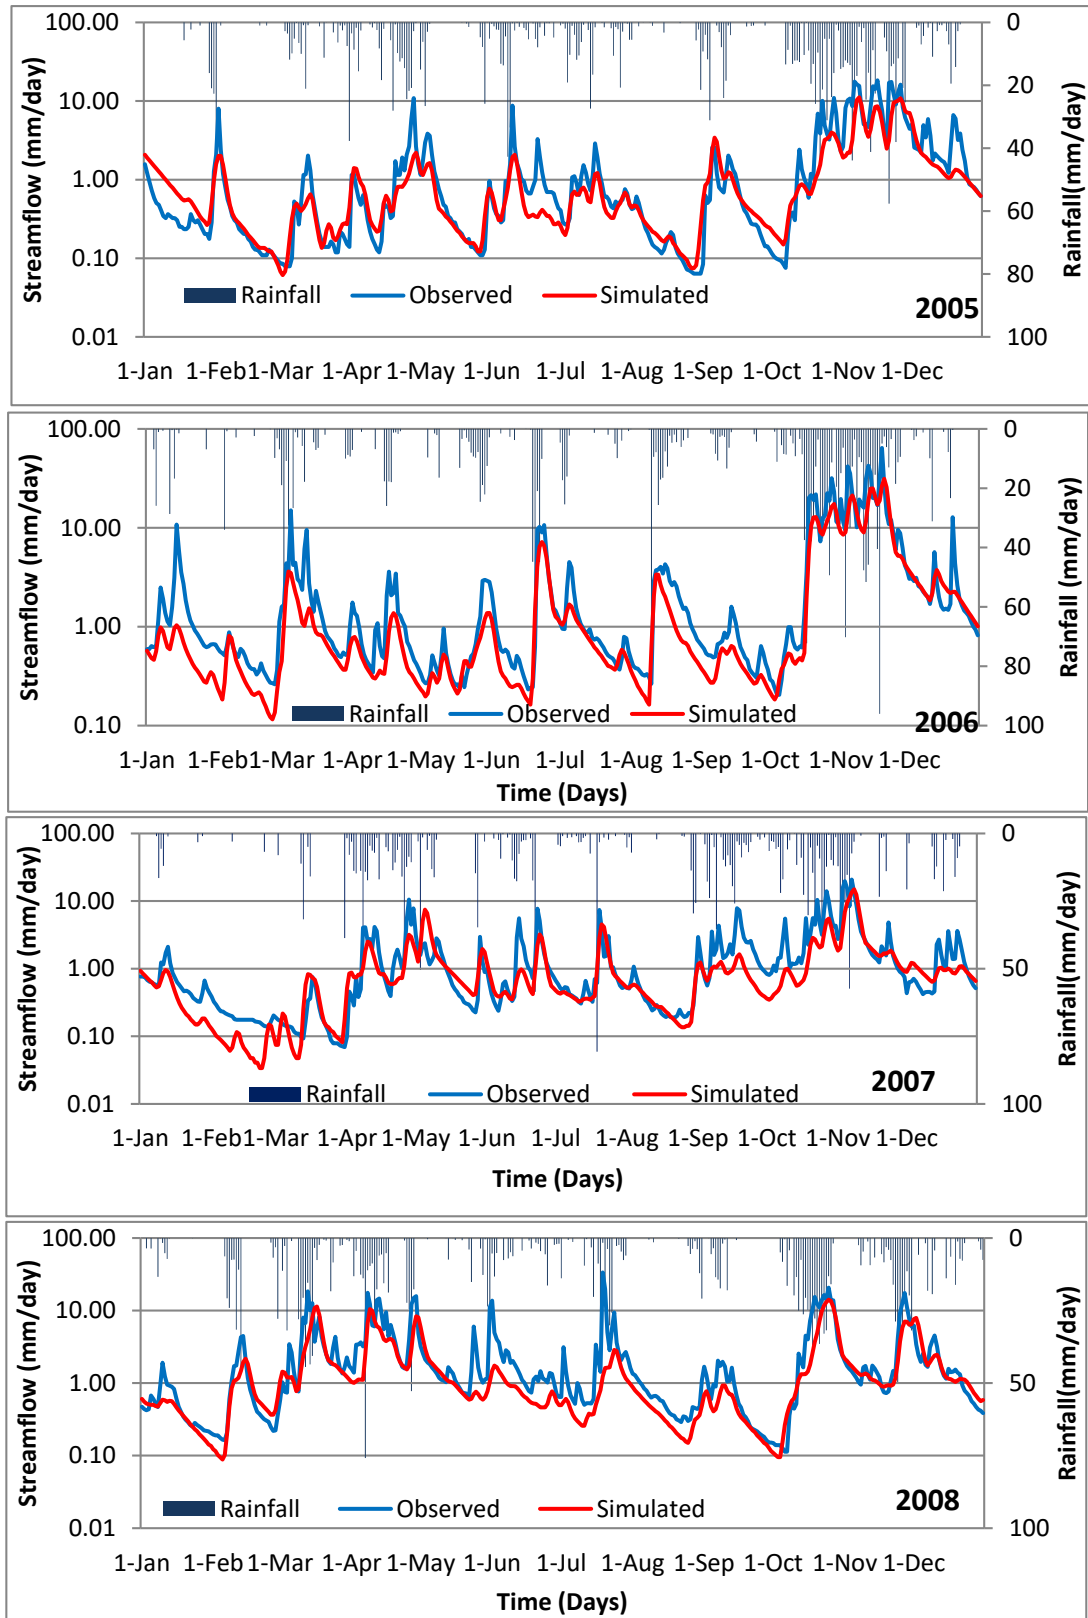 100.00
10.00
1.00
0.10
0.01
Streamflow (mm/day)
0
20
40
60
80
100
Rainfall(mm/day)
Rainfall Observed Simulated
2005
1-Jan 1-Feb 1-Mar 1-Apr 1-May 1-Jun 1-Jul 1-Aug 1-Sep 1-Oct 1-Nov 1-Dec
100.00
10.00
1.00
0.10
Streamflow (mm/day)
0
20
40
60
80
100
Rainfall (mm/day)
Rainfall Observed Simulated
2006
1-Jan 1-Feb 1-Mar 1-Apr 1-May 1-Jun 1-Jul 1-Aug 1-Sep 1-Oct 1-Nov 1-Dec
Time (Days)
100.00
10.00
1.00
0.10
0.01
Streamflow (mm/day)
0
50
100
Rainfall(mm/day)
2007
Rainfall Observed Simulated
1-Jan 1-Feb 1-Mar 1-Apr 1-May 1-Jun 1-Jul 1-Aug 1-Sep 1-Oct 1-Nov 1-Dec
Time (Days)
100.00
10.00
1.00
0.10
0.01
Streamflow (mm/day)
0
50
100
Rainfall(mm/day)
2008
Rainfall Observed Simulated
1-Jan 1-Feb 1-Mar 1-Apr 1-May 1-Jun 1-Jul 1-Aug 1-Sep 1-Oct 1-Nov 1-Dec
Time (Days)